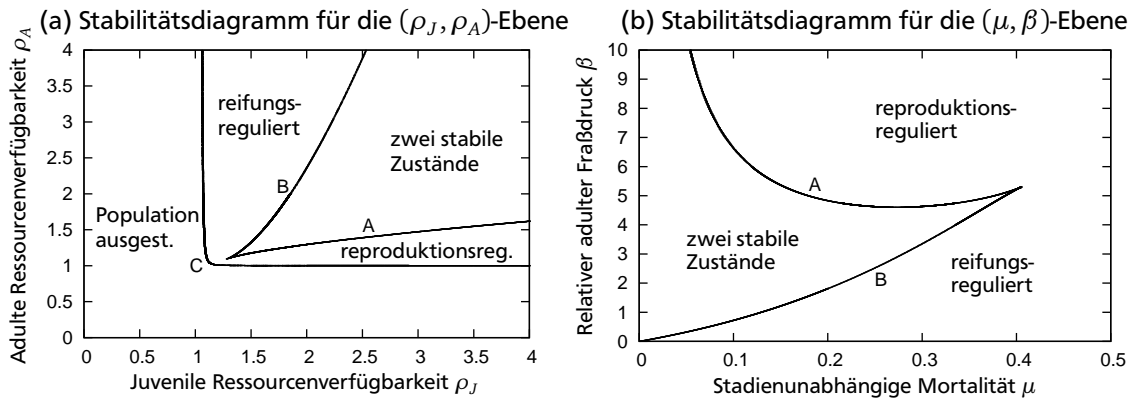 (a) Stabilitätsdiagramm für die (ρ_J, ρ_A)-Ebene
Adulte Ressourcenverfügbarkeit ρ_A
4
3.5
3
2.5
2
1.5
1
0.5
0
reifungs-
reguliert
zwei stabile
Zustände
B
A
Population
ausgest.
reproduktionsreg.
C
0 0.5 1 1.5 2 2.5 3 3.5 4
Juvenile Ressourcenverfügbarkeit ρ_J
(b) Stabilitätsdiagramm für die (μ, β)-Ebene
Relativer adulter Fraßdruck β
10
9
8
7
6
5
4
3
2
1
0
reproduktions-
reguliert
A
zwei stabile
Zustände
B
reifungs-
reguliert
0 0.1 0.2 0.3 0.4 0.5
Stadienunabhängige Mortalität μ